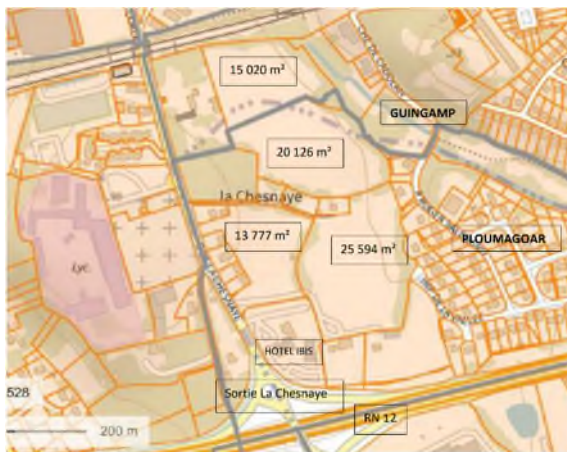 15 020 m²
GUINGAMP
20 126 m²
la Chesnaye
13 777 m²
25 594 m²
PLOUMAGOAR
Lyc.
HOTEL IBIS
Sortie La Chesnaye
528
RN 12
200 m